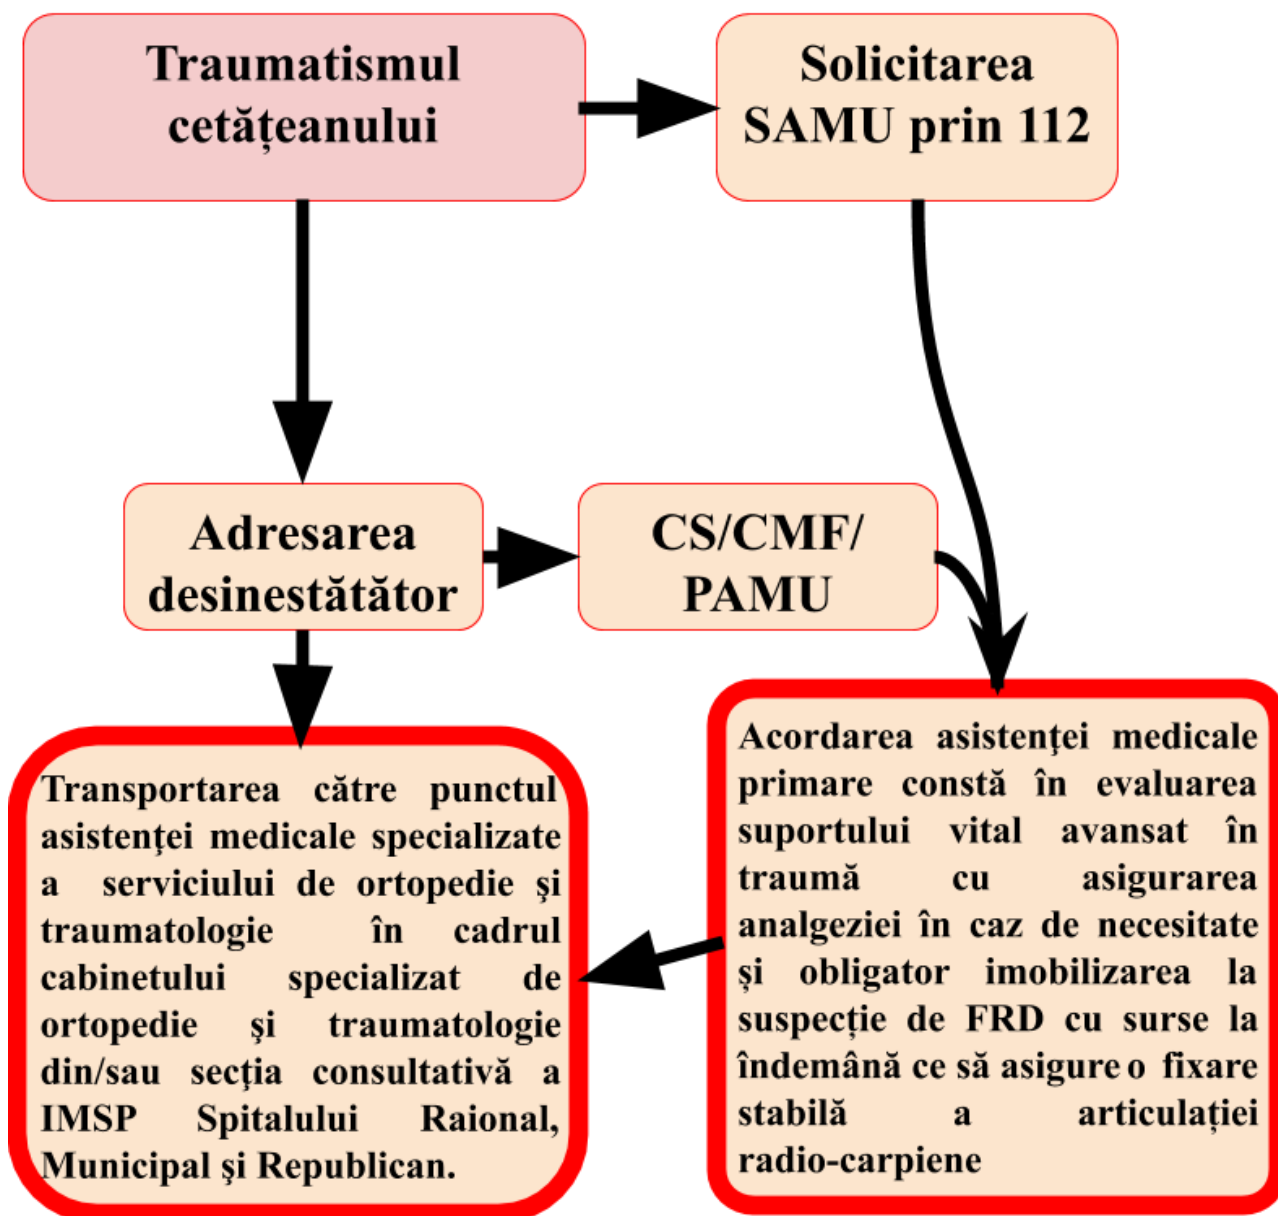 Traumatismul
cetățeanului
Solicitarea
SAMU prin 112
Adresarea
desinestătător
CS/CMF/
PAMU
Transportarea către punctul
asistenței medicale specializate
a serviciului de ortopedie şi
traumatologie în cadrul
cabinetului specializat de
ortopedie şi traumatologie
din/sau secţia consultativă a
IMSP Spitalului Raional,
Municipal şi Republican.
Acordarea asistenţei medicale
primare constă în evaluarea
suportului vital avansat în
traumă cu asigurarea
analgeziei în caz de necesitate
și obligator imobilizarea la
suspecție de FRD cu surse la
îndemână ce să asigure o fixare
stabilă a articulației
radio-carpiene